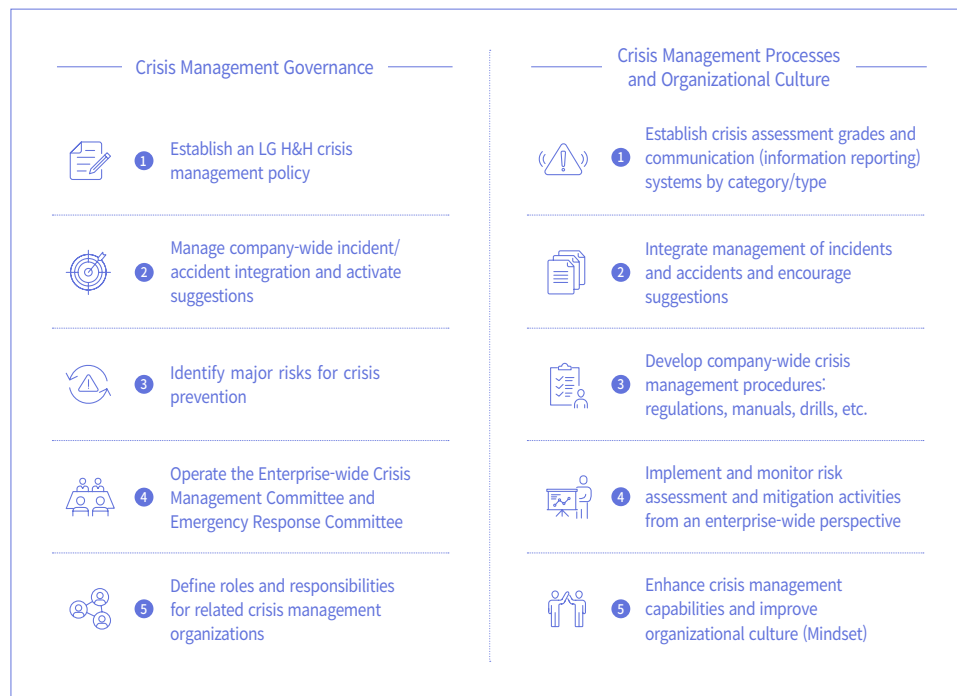 Crisis Management Governance
1
Establish an LG H&H crisis
management policy
2
Manage company-wide incident/
accident integration and activate
suggestions
3
Identify major risks for crisis
prevention
4
Operate the Enterprise-wide Crisis
Management Committee and
Emergency Response Committee
5
Define roles and responsibilities
for related crisis management
organizations
Crisis Management Processes
and Organizational Culture
1
Establish crisis assessment grades and
communication (information reporting)
systems by category/type
2
Integrate management of incidents
and accidents and encourage
suggestions
3
Develop company-wide crisis
management procedures:
regulations, manuals, drills, etc.
4
Implement and monitor risk
assessment and mitigation activities
from an enterprise-wide perspective
5
Enhance crisis management
capabilities and improve
organizational culture (Mindset)